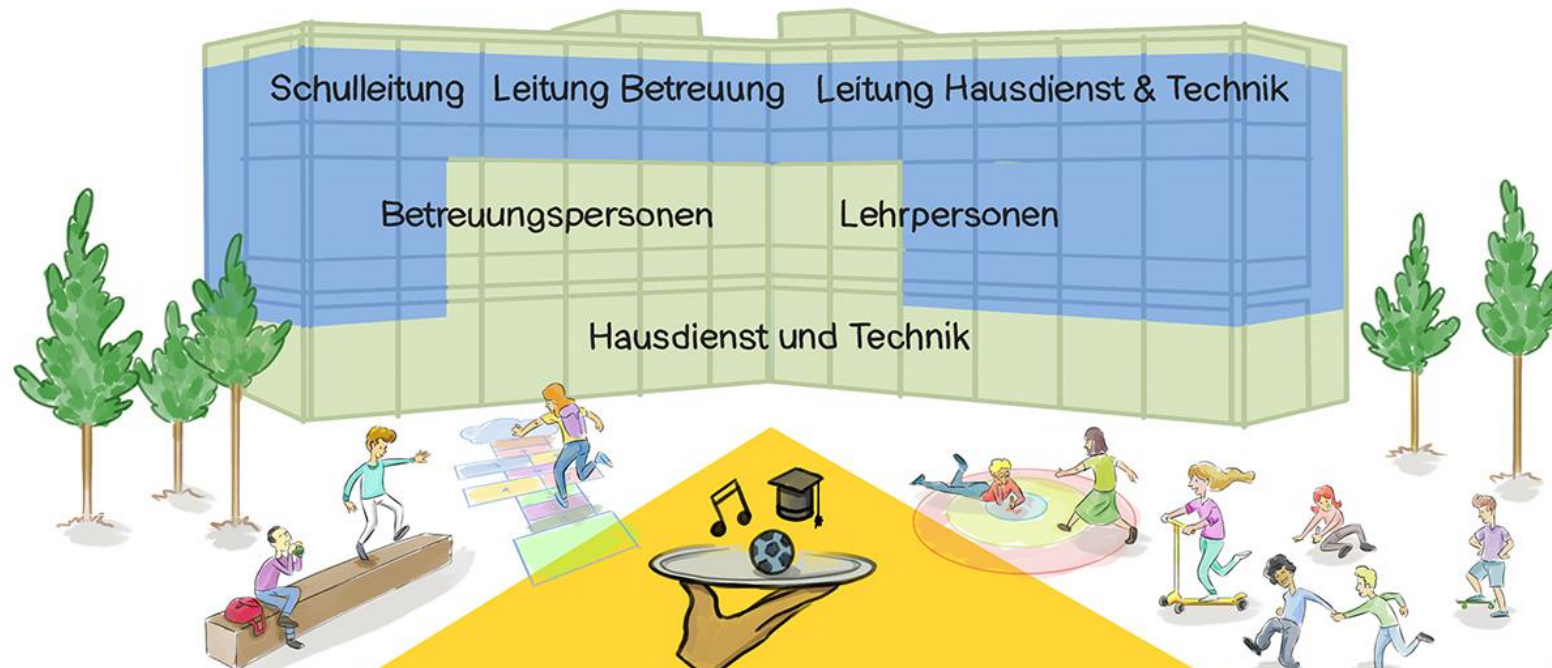 Schulleitung Leitung Betreuung Leitung Hausdienst & Technik
Betreuungspersonen Lehrpersonen
Hausdienst und Technik